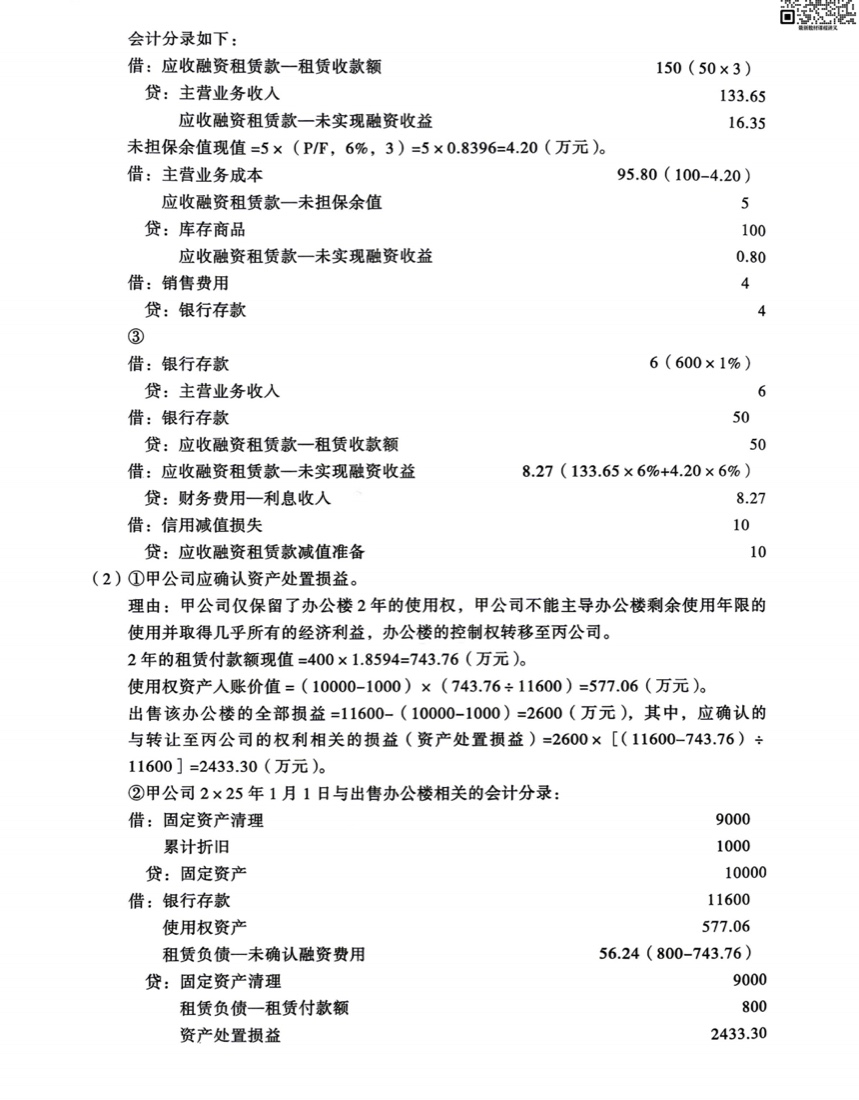 会计分录如下：
借：应收融资租赁款—租赁收款额 150（50×3）
贷：主营业务收入 133.65
应收融资租赁款—未实现融资收益 16.35
未担保余值现值=5×（P/F，6%，3）=5×0.8396=4.20（万元）。
借：主营业务成本 95.80（100-4.20）
应收融资租赁款—未担保余值 5
贷：库存商品 100
应收融资租赁款—未实现融资收益 0.80
借：销售费用 4
贷：银行存款 4
③
借：银行存款 6（600×1%）
贷：主营业务收入 6
借：银行存款 50
贷：应收融资租赁款—租赁收款额 50
借：应收融资租赁款—未实现融资收益 8.27（133.65×6%+4.20×6%）
贷：财务费用—利息收入 8.27
借：信用减值损失 10
贷：应收融资租赁款减值准备 10
（2）①甲公司应确认资产处置损益。
理由：甲公司仅保留了办公楼2年的使用权，甲公司不能主导办公楼剩余使用年限的
使用并取得几乎所有的经济利益，办公楼的控制权转移至丙公司。
2年的租赁付款额现值=400×1.8594=743.76（万元）。
使用权资产入账价值=（10000-1000）×（743.76÷11600）=577.06（万元）。
出售该办公楼的全部损益=11600-（10000-1000）=2600（万元），其中，应确认的
与转让至丙公司的权利相关的损益（资产处置损益）=2600×［（11600-743.76）÷
11600］=2433.30（万元）。
②甲公司2×25年1月1日与出售办公楼相关的会计分录：
借：固定资产清理 9000
累计折旧 1000
贷：固定资产 10000
借：银行存款 11600
使用权资产 577.06
租赁负债—未确认融资费用 56.24（800-743.76）
贷：固定资产清理 9000
租赁负债—租赁付款额 800
资产处置损益 2433.30